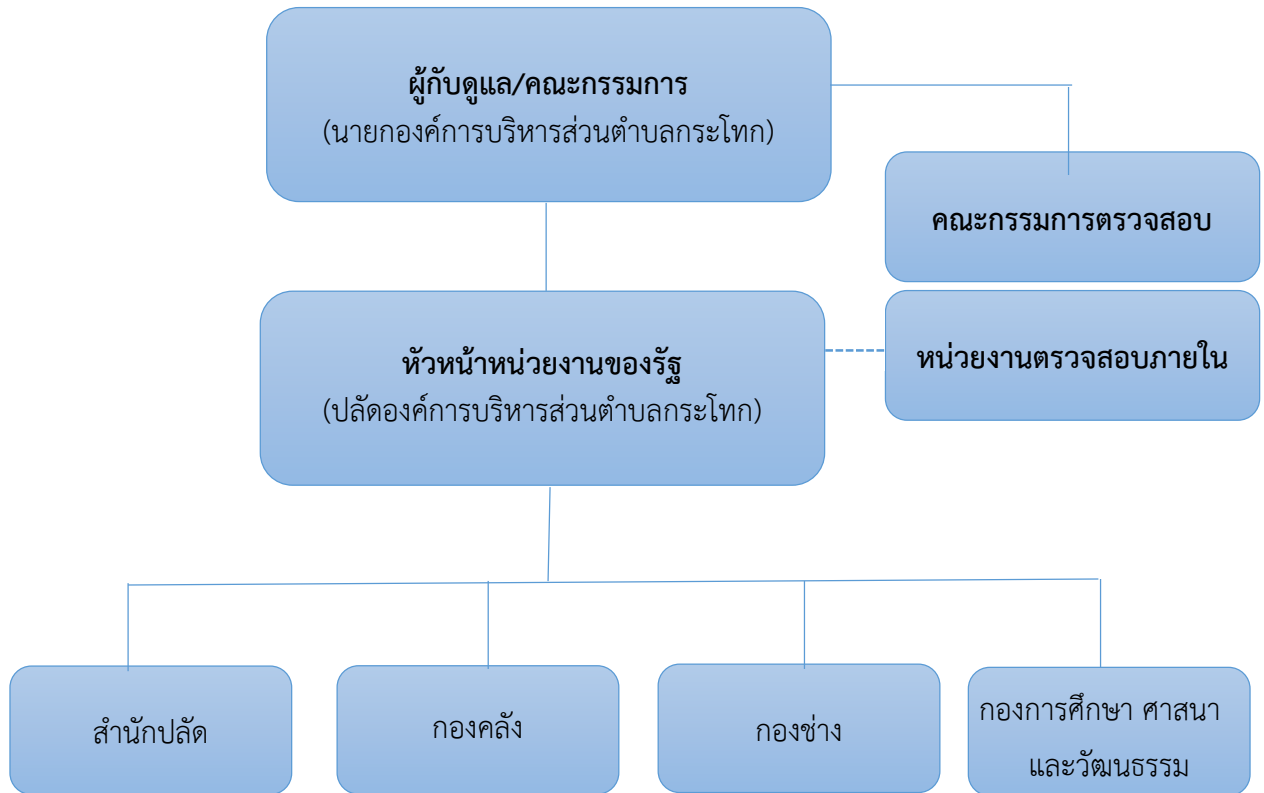 ผู้กับดูแล/คณะกรรมการ
(นายกองค์การบริหารส่วนตำบลกระโทก)
คณะกรรมการตรวจสอบ
หัวหน้าหน่วยงานของรัฐ
(ปลัดองค์การบริหารส่วนตำบลกระโทก)
หน่วยงานตรวจสอบภายใน
สำนักปลัด
กองคลัง
กองช่าง
กองการศึกษา ศาสนา
และวัฒนธรรม